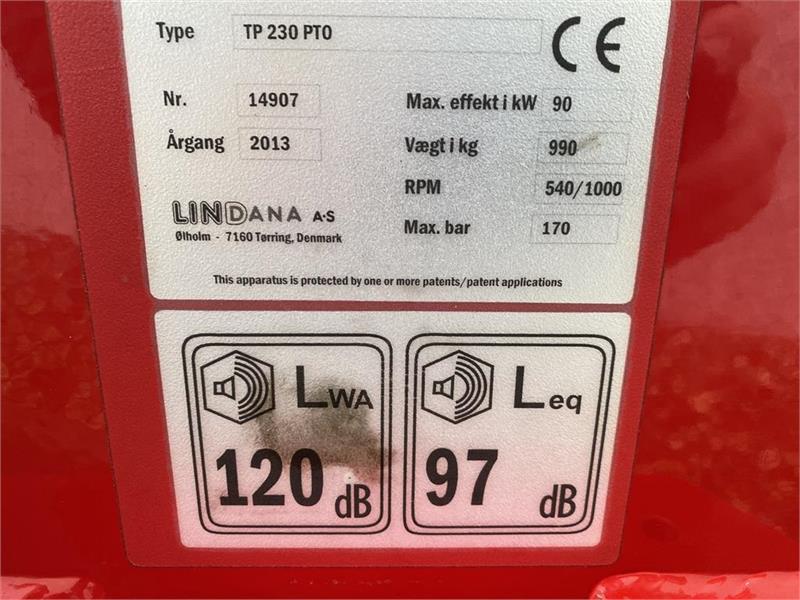 Type TP 230 PTO CE
Nr. 14907 Max. effekt i kW 90
Årgang 2013 Vægt i kg 990
RPM 540/1000
LINDANA A·S Max. bar 170
Ølholm - 7160 Tørring, Denmark
This apparatus is protected by one or more patents/patent applications
LWA Leq
120 dB 97 dB